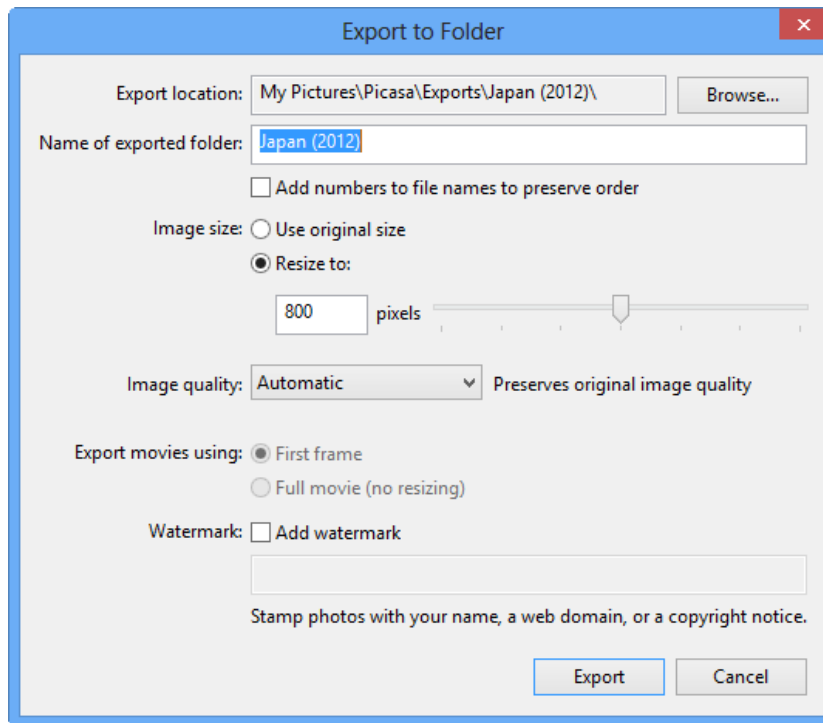 Export to Folder
Export location: My Pictures\Picasa\Exports\Japan (2012)\ Browse...
Name of exported folder: Japan (2012)
Add numbers to file names to preserve order
Image size: Use original size
Resize to:
800 pixels
Image quality: Automatic Preserves original image quality
Export movies using: First frame
Full movie (no resizing)
Watermark: Add watermark
Stamp photos with your name, a web domain, or a copyright notice.
Export Cancel